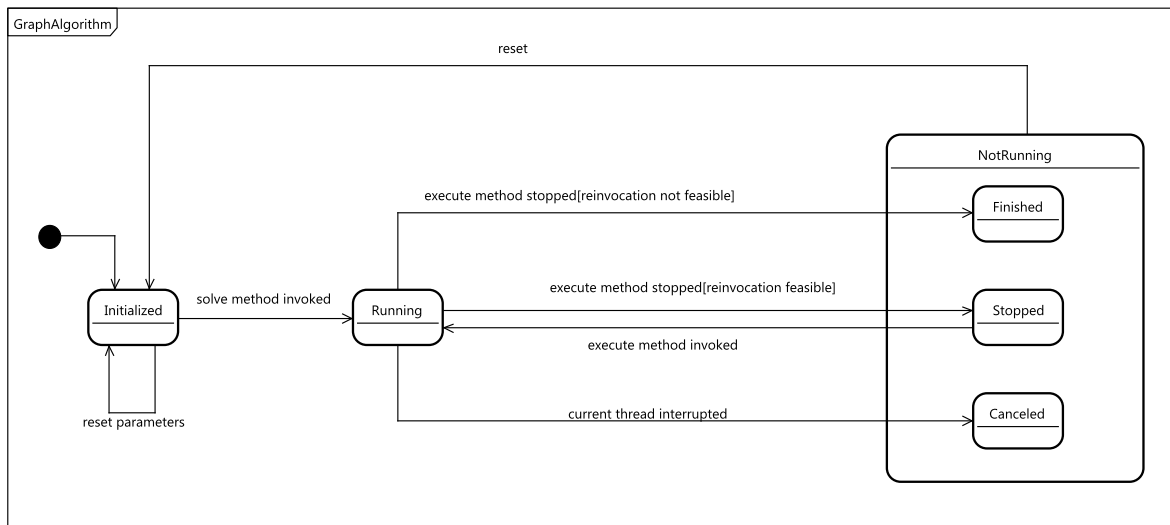 GraphAlgorithm
reset
NotRunning
execute method stopped[reinvocation not feasible]
Finished
solve method invoked
execute method stopped[reinvocation feasible]
Initialized
Running
Stopped
execute method invoked
reset parameters
current thread interrupted
Canceled